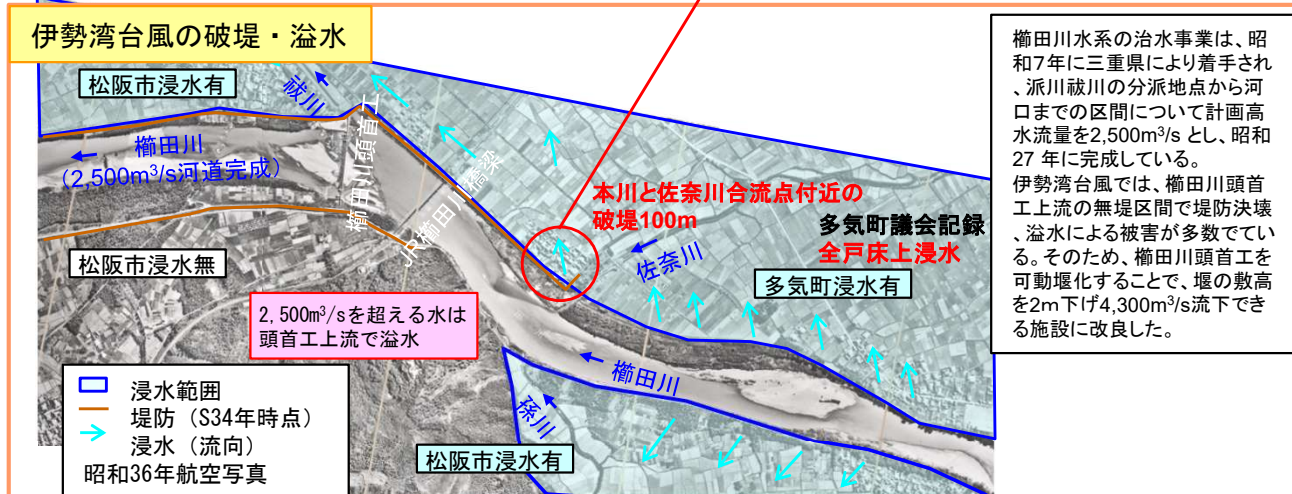 伊勢湾台風の破堤・溢水
松阪市浸水有
祓川
櫛田川
（2,500m³/s河道完成）
櫛田川頭首工
JR櫛田川橋梁
本川と佐奈川合流点付近の
破堤100m
佐奈川
多気町議会記録
全戸床上浸水
多気町浸水有
松阪市浸水無
2,500m³/sを超える水は
頭首工上流で溢水
櫛田川
孫川
松阪市浸水有
浸水範囲
堤防（S34年時点）
浸水（流向）
昭和36年航空写真
櫛田川水系の治水事業は、昭
和7年に三重県により着手され
、派川祓川の分派地点から河
口までの区間について計画高
水流量を2,500m³/s とし、昭和
27 年に完成している。
伊勢湾台風では、櫛田川頭首
工上流の無堤区間で堤防決壊
、溢水による被害が多数でてい
る。そのため、櫛田川頭首工を
可動堰化することで、堰の敷高
を2m下げ4,300m³/s流下でき
る施設に改良した。